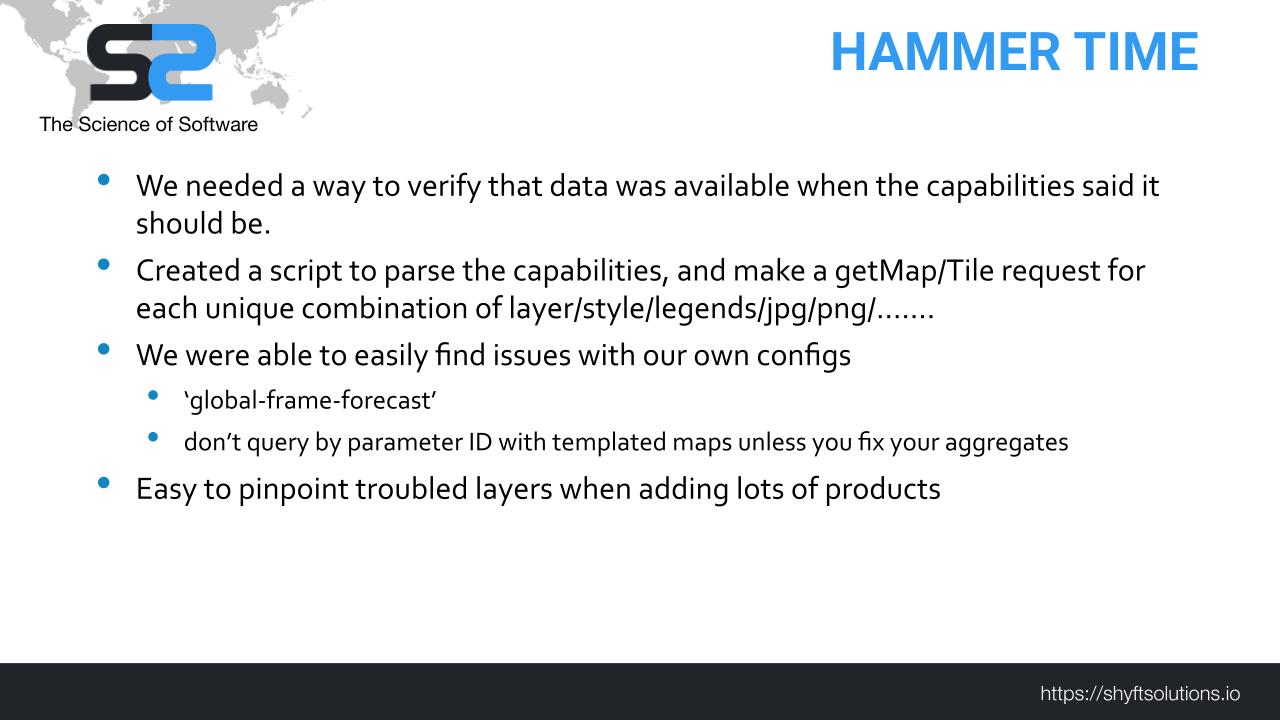 HAMMER TIME
S2
The Science of Software
We needed a way to verify that data was available when the capabilities said it
should be.
Created a script to parse the capabilities, and make a getMap/Tile request for
each unique combination of layer/style/legends/jpg/png/.......
We were able to easily find issues with our own configs
‘global-frame-forecast’
don’t query by parameter ID with templated maps unless you fix your aggregates
Easy to pinpoint troubled layers when adding lots of products
https://shyftsolutions.io